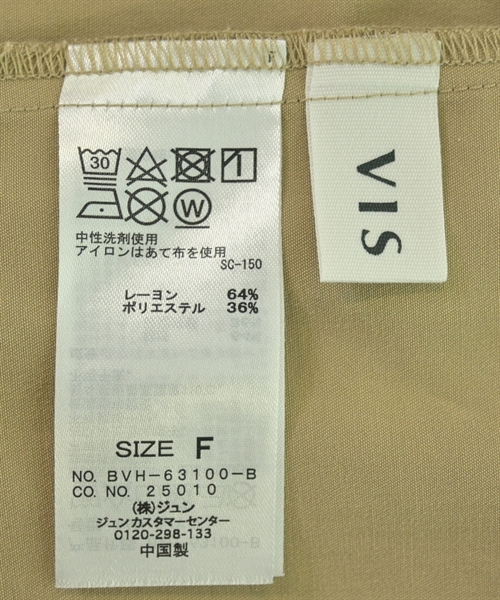 F
30
W
中性洗剤使用
アイロンはあて布を使用
SC-150
レーヨン 64%
ポリエステル 36%
SIZE F
NO. BVH-63100-B
CO. NO. 25010
(株)ジュン
ジュンカスタマーセンター
0120-298-133
中国製
VIS